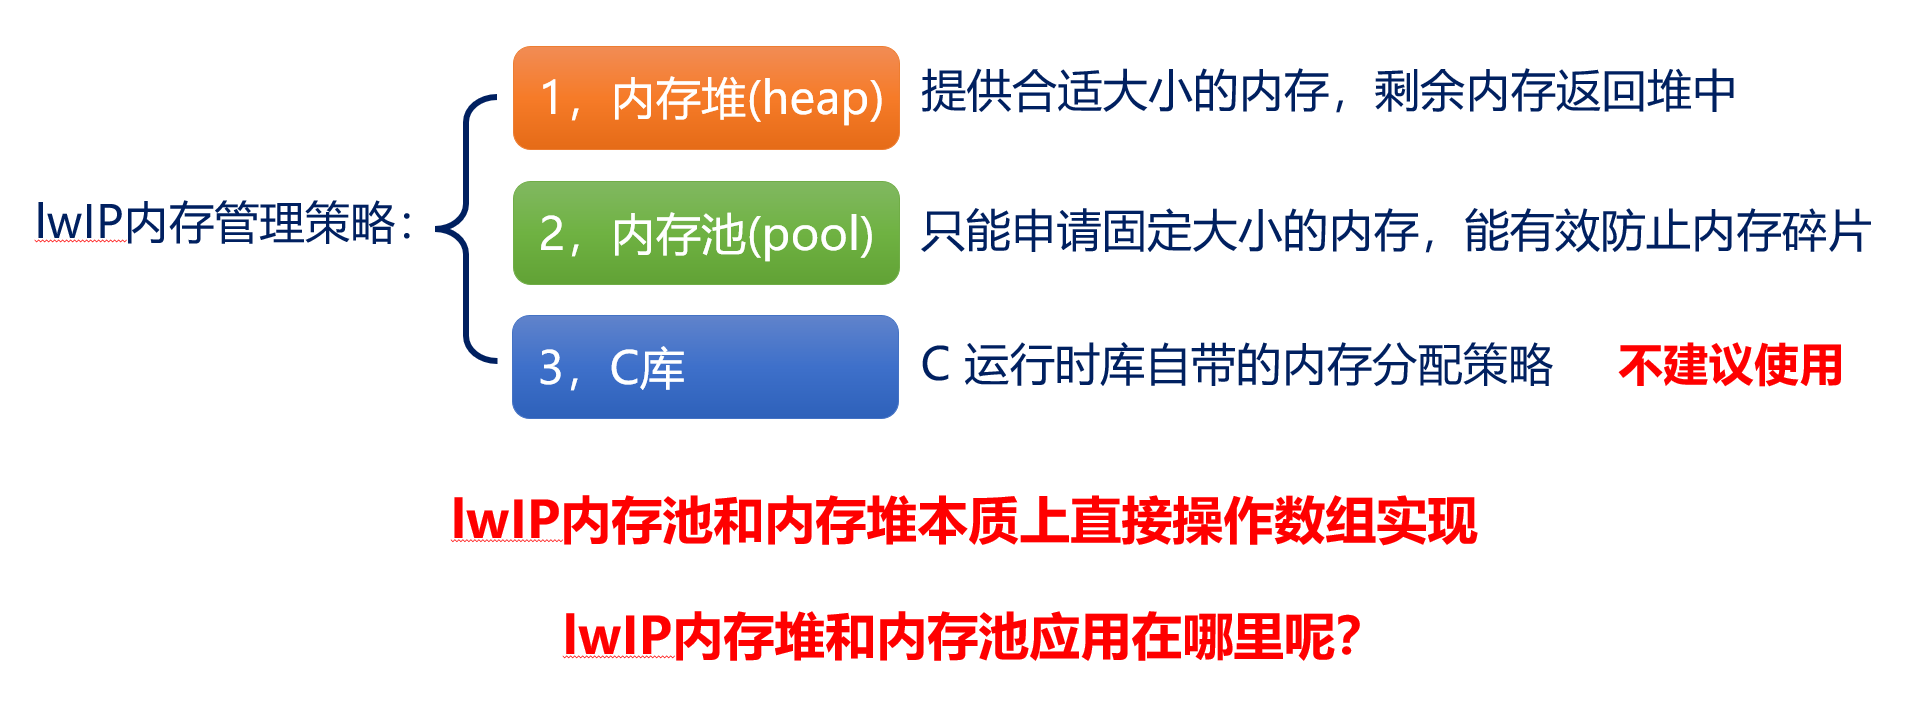 lwIP内存管理策略：
1，内存堆(heap) 提供合适大小的内存，剩余内存返回堆中
2，内存池(pool) 只能申请固定大小的内存，能有效防止内存碎片
3，C库 C 运行时库自带的内存分配策略 不建议使用
lwIP内存池和内存堆本质上直接操作数组实现
lwIP内存堆和内存池应用在哪里呢？